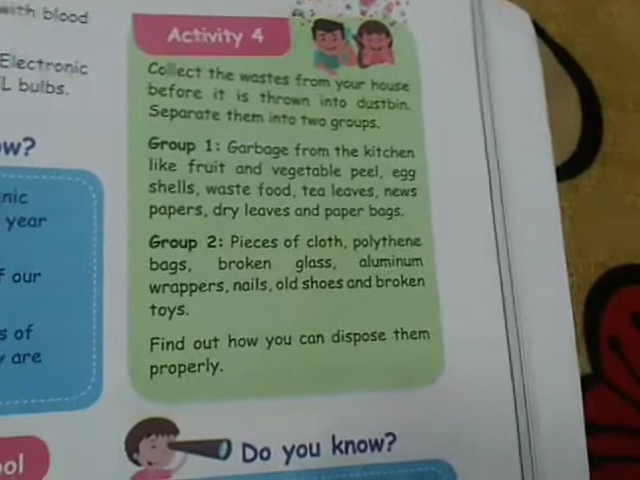 with blood
Electronic
L bulbs.
ow?
nic
year
f our
s of
y are
ool
Activity 4
Collect the wastes from your house
before it is thrown into dustbin.
Separate them into two groups.
Group 1: Garbage from the kitchen
like fruit and vegetable peel, egg
shells, waste food, tea leaves, news
papers, dry leaves and paper bags.
Group 2: Pieces of cloth, polythene
bags, broken glass, aluminum
wrappers, nails, old shoes and broken
toys.
Find out how you can dispose them
properly.
Do you know?